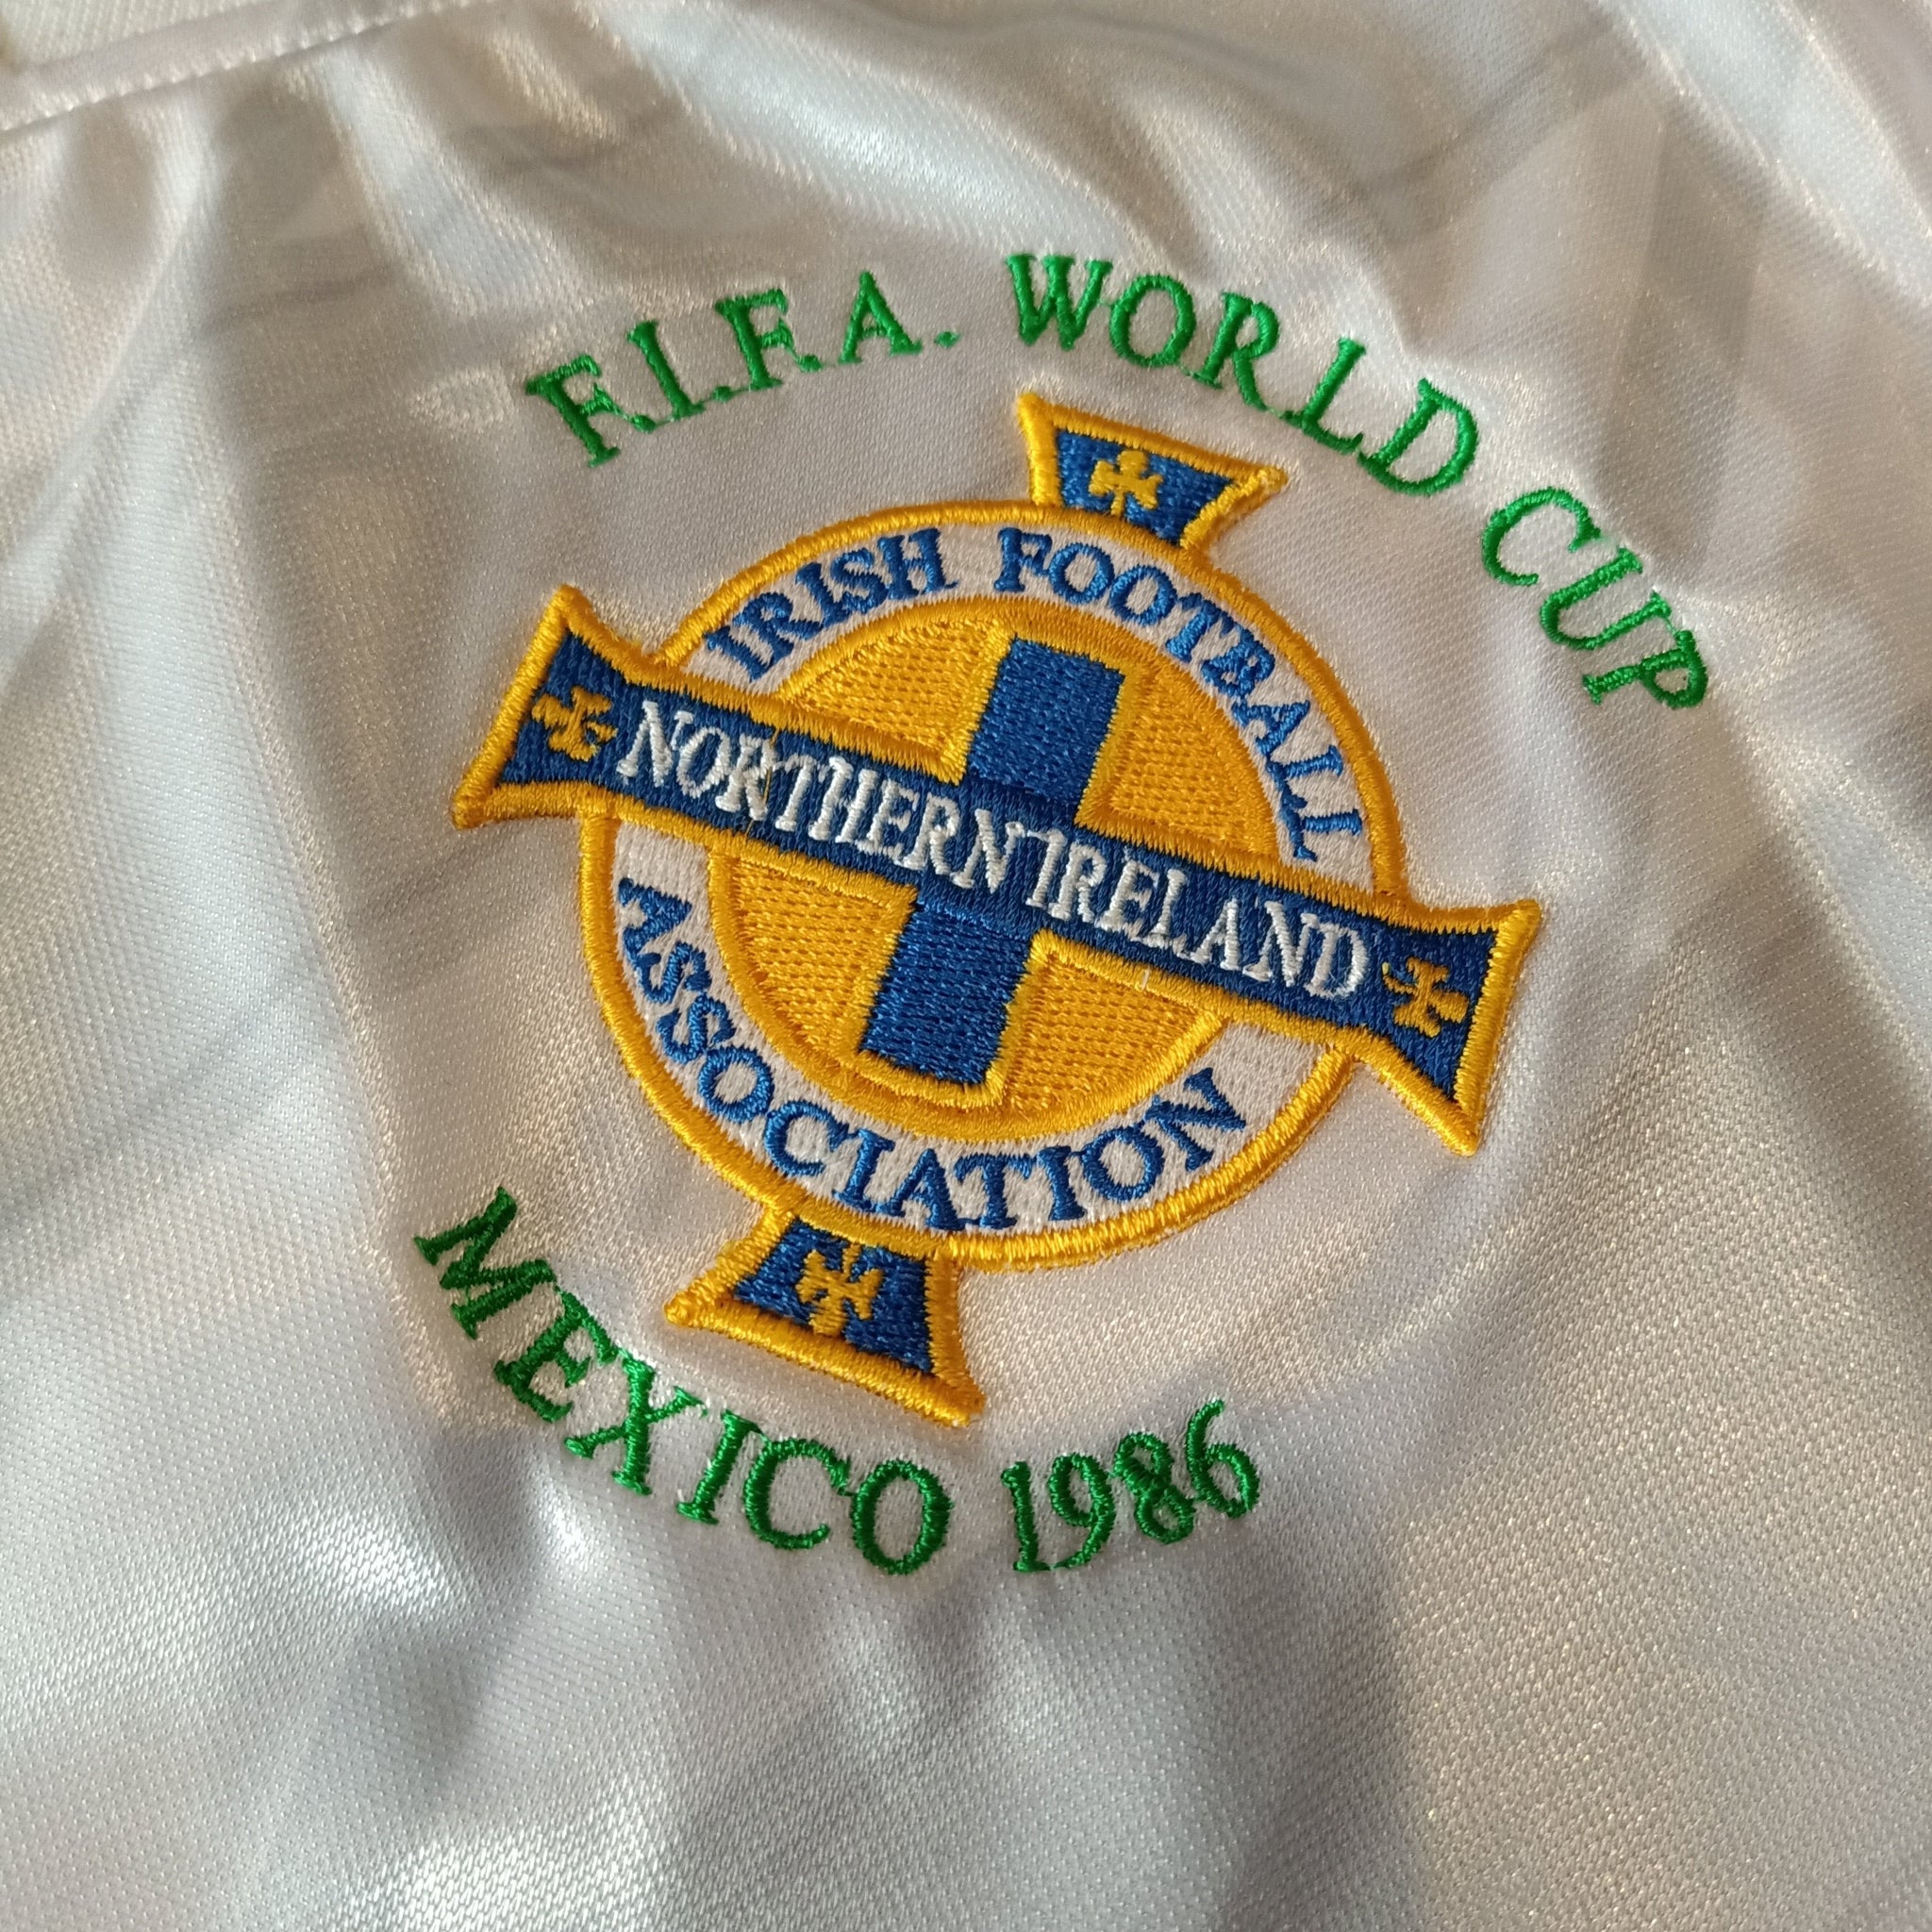 F.I.F.A. WORLD CUP
IRISH FOOTBALL
NORTHERN IRELAND
ASSOCIATION
MEXICO 1986